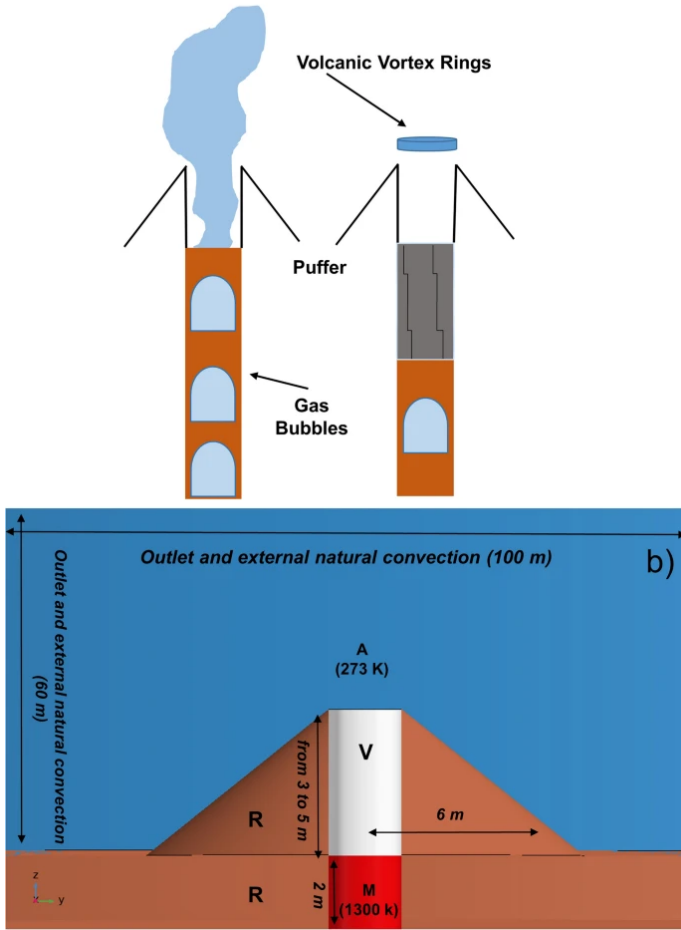 Volcanic Vortex Rings
Puffer
Gas
Bubbles
b)
Outlet and external natural convection (100 m)
Outlet and external natural convection
(60 m)
A
(273 K)
V
from 3 to 5 m
6 m
R
R
2 m
M
(1300 k)
z
x
y